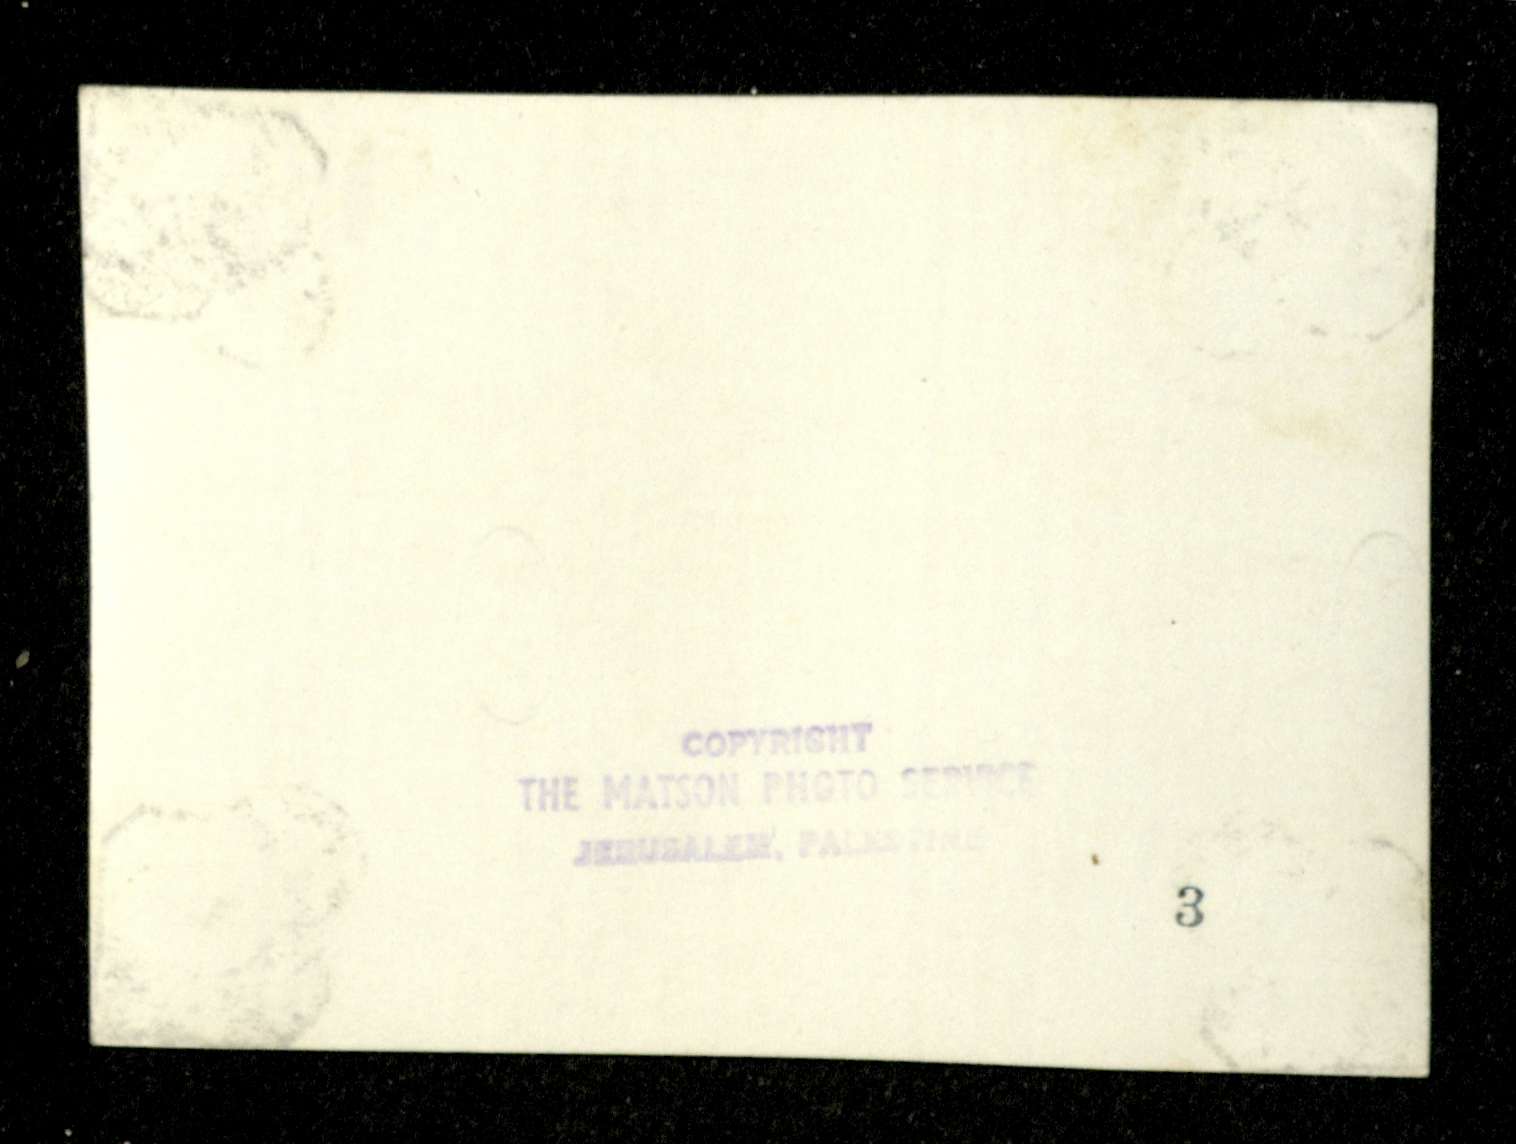 COPYRIGHT
THE MATSON PHOTO SERVICE
JERUSALEM, PALESTINE
3